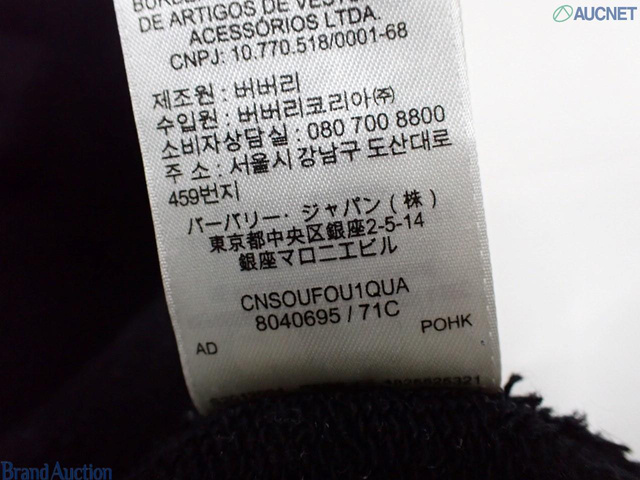 DE ARTIGOS DE VESTU
ACESSÓRIOS LTDA.
CNPJ: 10.770.518/0001-68
제조원 : 버버리
수입원 : 버버리코리아㈜
소비자상담실 : 080 700 8800
주 소 : 서울시 강남구 도산대로
459번지
バーバリー・ジャパン(株)
東京都中央区銀座2-5-14
銀座マロニエビル
CNSOUFOU1QUA
8040695 / 71C
AD
POHK
AUCNET
Brand Auction